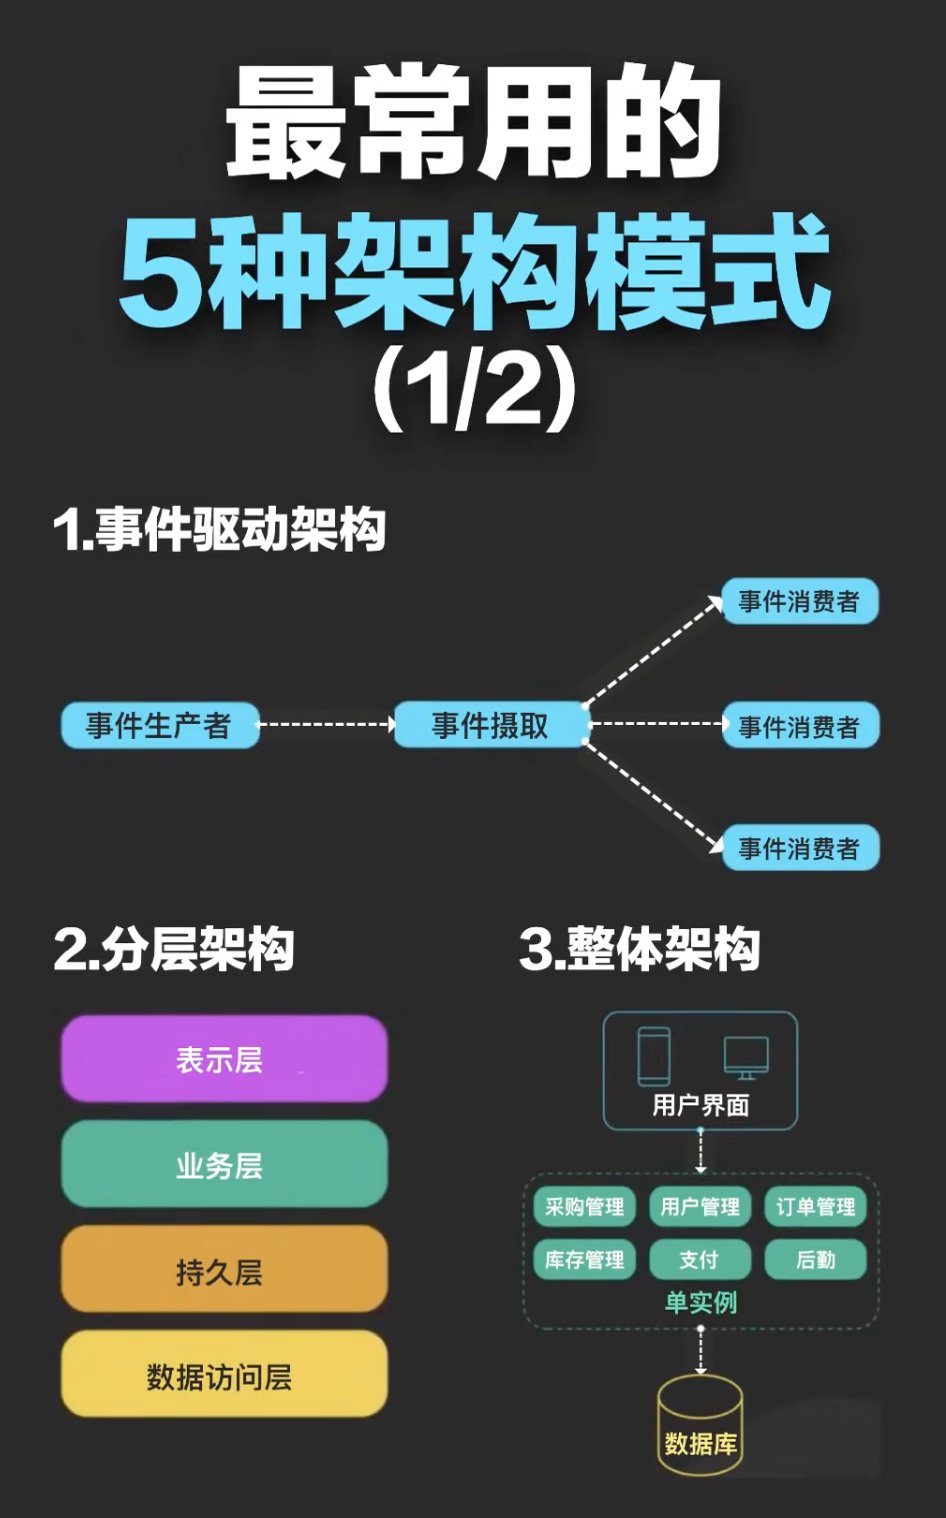 最常用的
5种架构模式
(1/2)
1.事件驱动架构
事件消费者
事件生产者
事件摄取
事件消费者
事件消费者
2.分层架构
表示层
业务层
持久层
数据访问层
3.整体架构
用户界面
采购管理
用户管理
订单管理
库存管理
支付
后勤
单实例
数据库